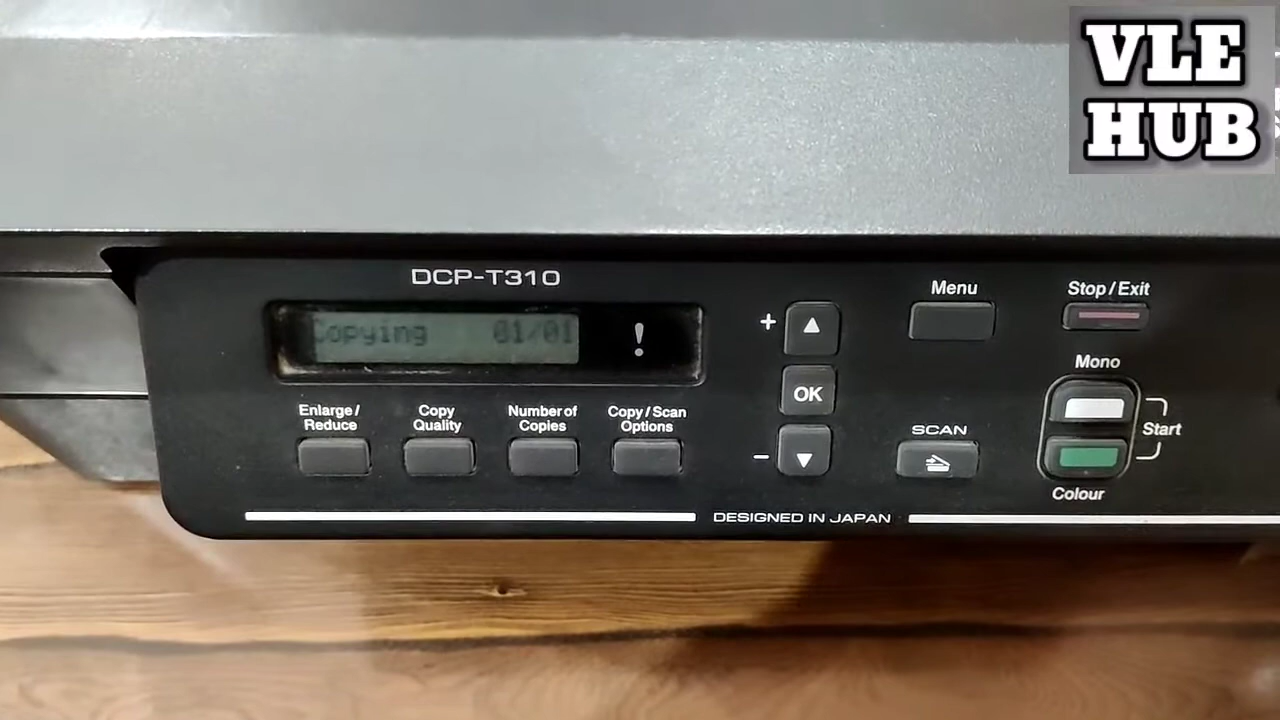 VLE
HUB
DCP-T310
Copying 01/01
!
Menu
Stop/Exit
+
OK
Mono
Enlarge/
Reduce
Copy
Quality
Number of
Copies
Copy/Scan
Options
−
SCAN
Start
Colour
DESIGNED IN JAPAN